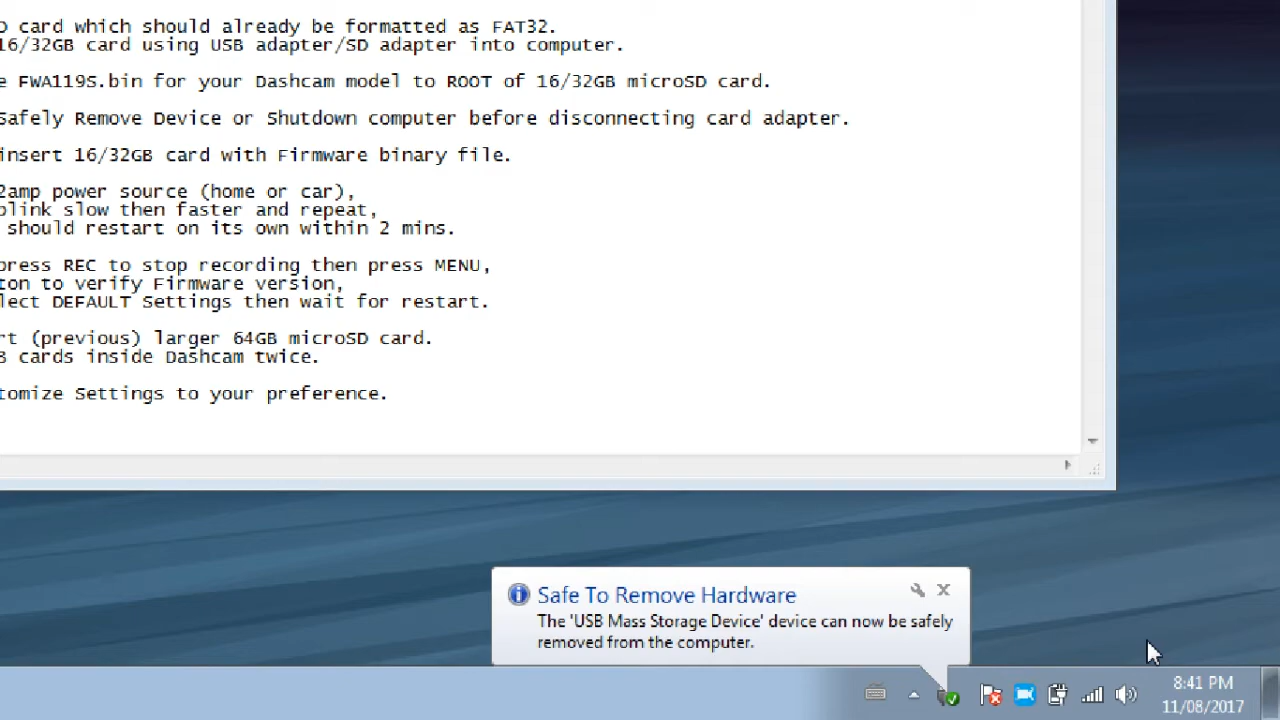 card which should already be formatted as FAT32.
16/32GB card using USB adapter/SD adapter into computer.
FWA119S.bin for your Dashcam model to ROOT of 16/32GB microSD card.
Safely Remove Device or Shutdown computer before disconnecting card adapter.
insert 16/32GB card with Firmware binary file.
2amp power source (home or car),
blink slow then faster and repeat,
should restart on its own within 2 mins.
press REC to stop recording then press MENU,
ton to verify Firmware version,
lect DEFAULT Settings then wait for restart.
rt (previous) larger 64GB microSD card.
cards inside Dashcam twice.
tomize Settings to your preference.
Safe To Remove Hardware
The 'USB Mass Storage Device' device can now be safely
removed from the computer.
8:41 PM
11/08/2017